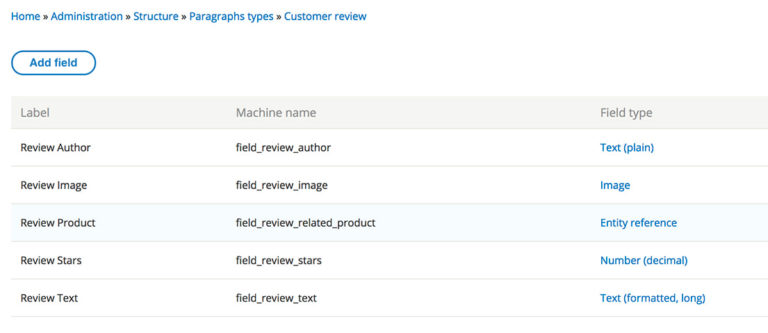 Home » Administration » Structure » Paragraphs types » Customer review
Add field
Label Machine name Field type
Review Author field_review_author Text (plain)
Review Image field_review_image Image
Review Product field_review_related_product Entity reference
Review Stars field_review_stars Number (decimal)
Review Text field_review_text Text (formatted, long)